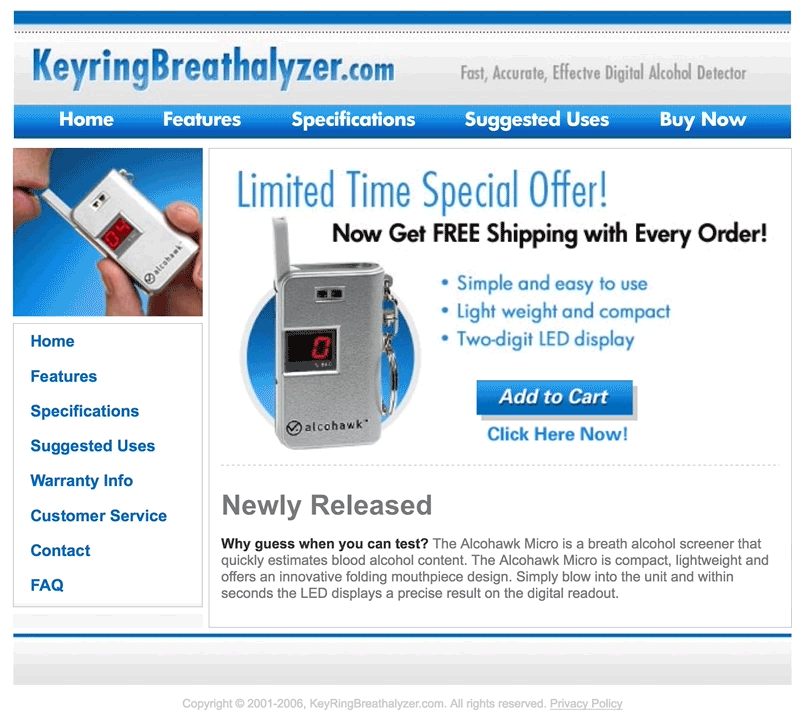 KeyringBreathalyzer.com
Fast, Accurate, Effectve Digital Alcohol Detector
Home Features Specifications Suggested Uses Buy Now
04
alcohawk
Limited Time Special Offer!
Now Get FREE Shipping with Every Order!
• Simple and easy to use
• Light weight and compact
• Two-digit LED display
0
% BAC
alcohawk™
Add to Cart
Click Here Now!
Home
Features
Specifications
Suggested Uses
Warranty Info
Customer Service
Contact
FAQ
Newly Released
Why guess when you can test? The Alcohawk Micro is a breath alcohol screener that
quickly estimates blood alcohol content. The Alcohawk Micro is compact, lightweight and
offers an innovative folding mouthpiece design. Simply blow into the unit and within
seconds the LED displays a precise result on the digital readout.
Copyright © 2001-2006, KeyRingBreathalyzer.com. All rights reserved. Privacy Policy